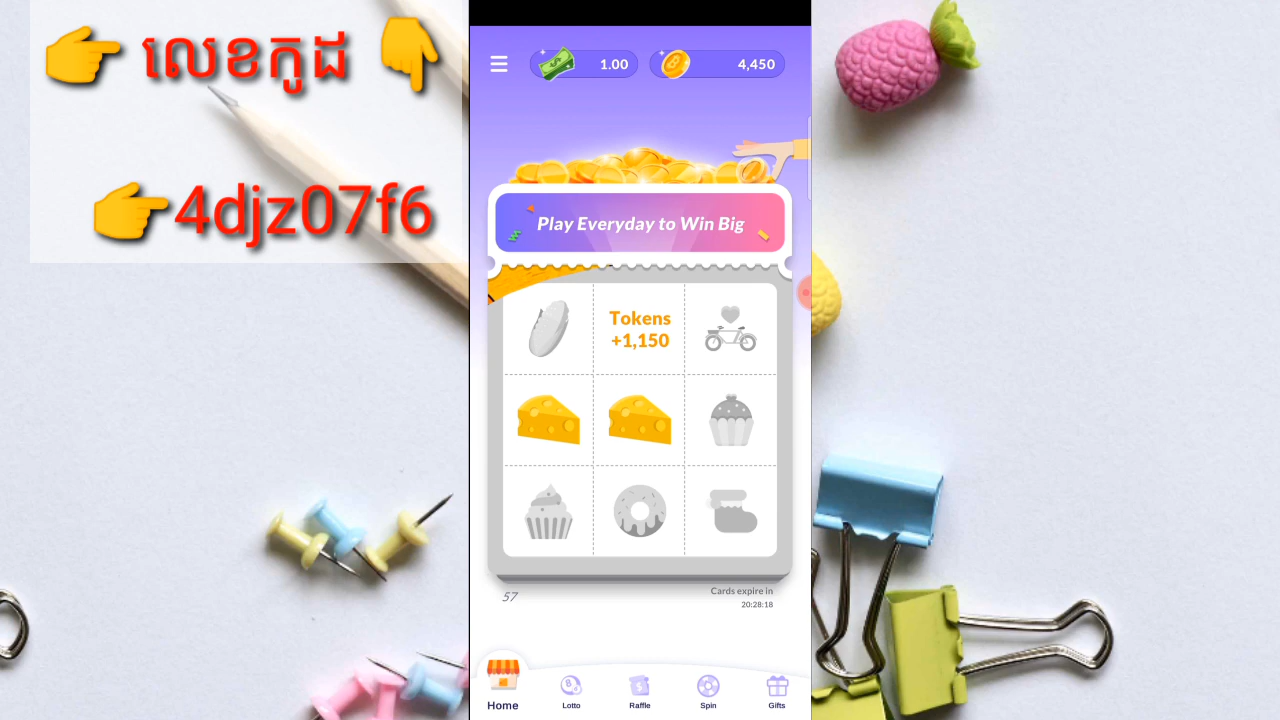 លេខកូដ
4djz07f6
1.00
4,450
Play Everyday to Win Big
Tokens
+1,150
57
Cards expire in
20:28:18
Home
Lotto
Raffle
Spin
Gifts